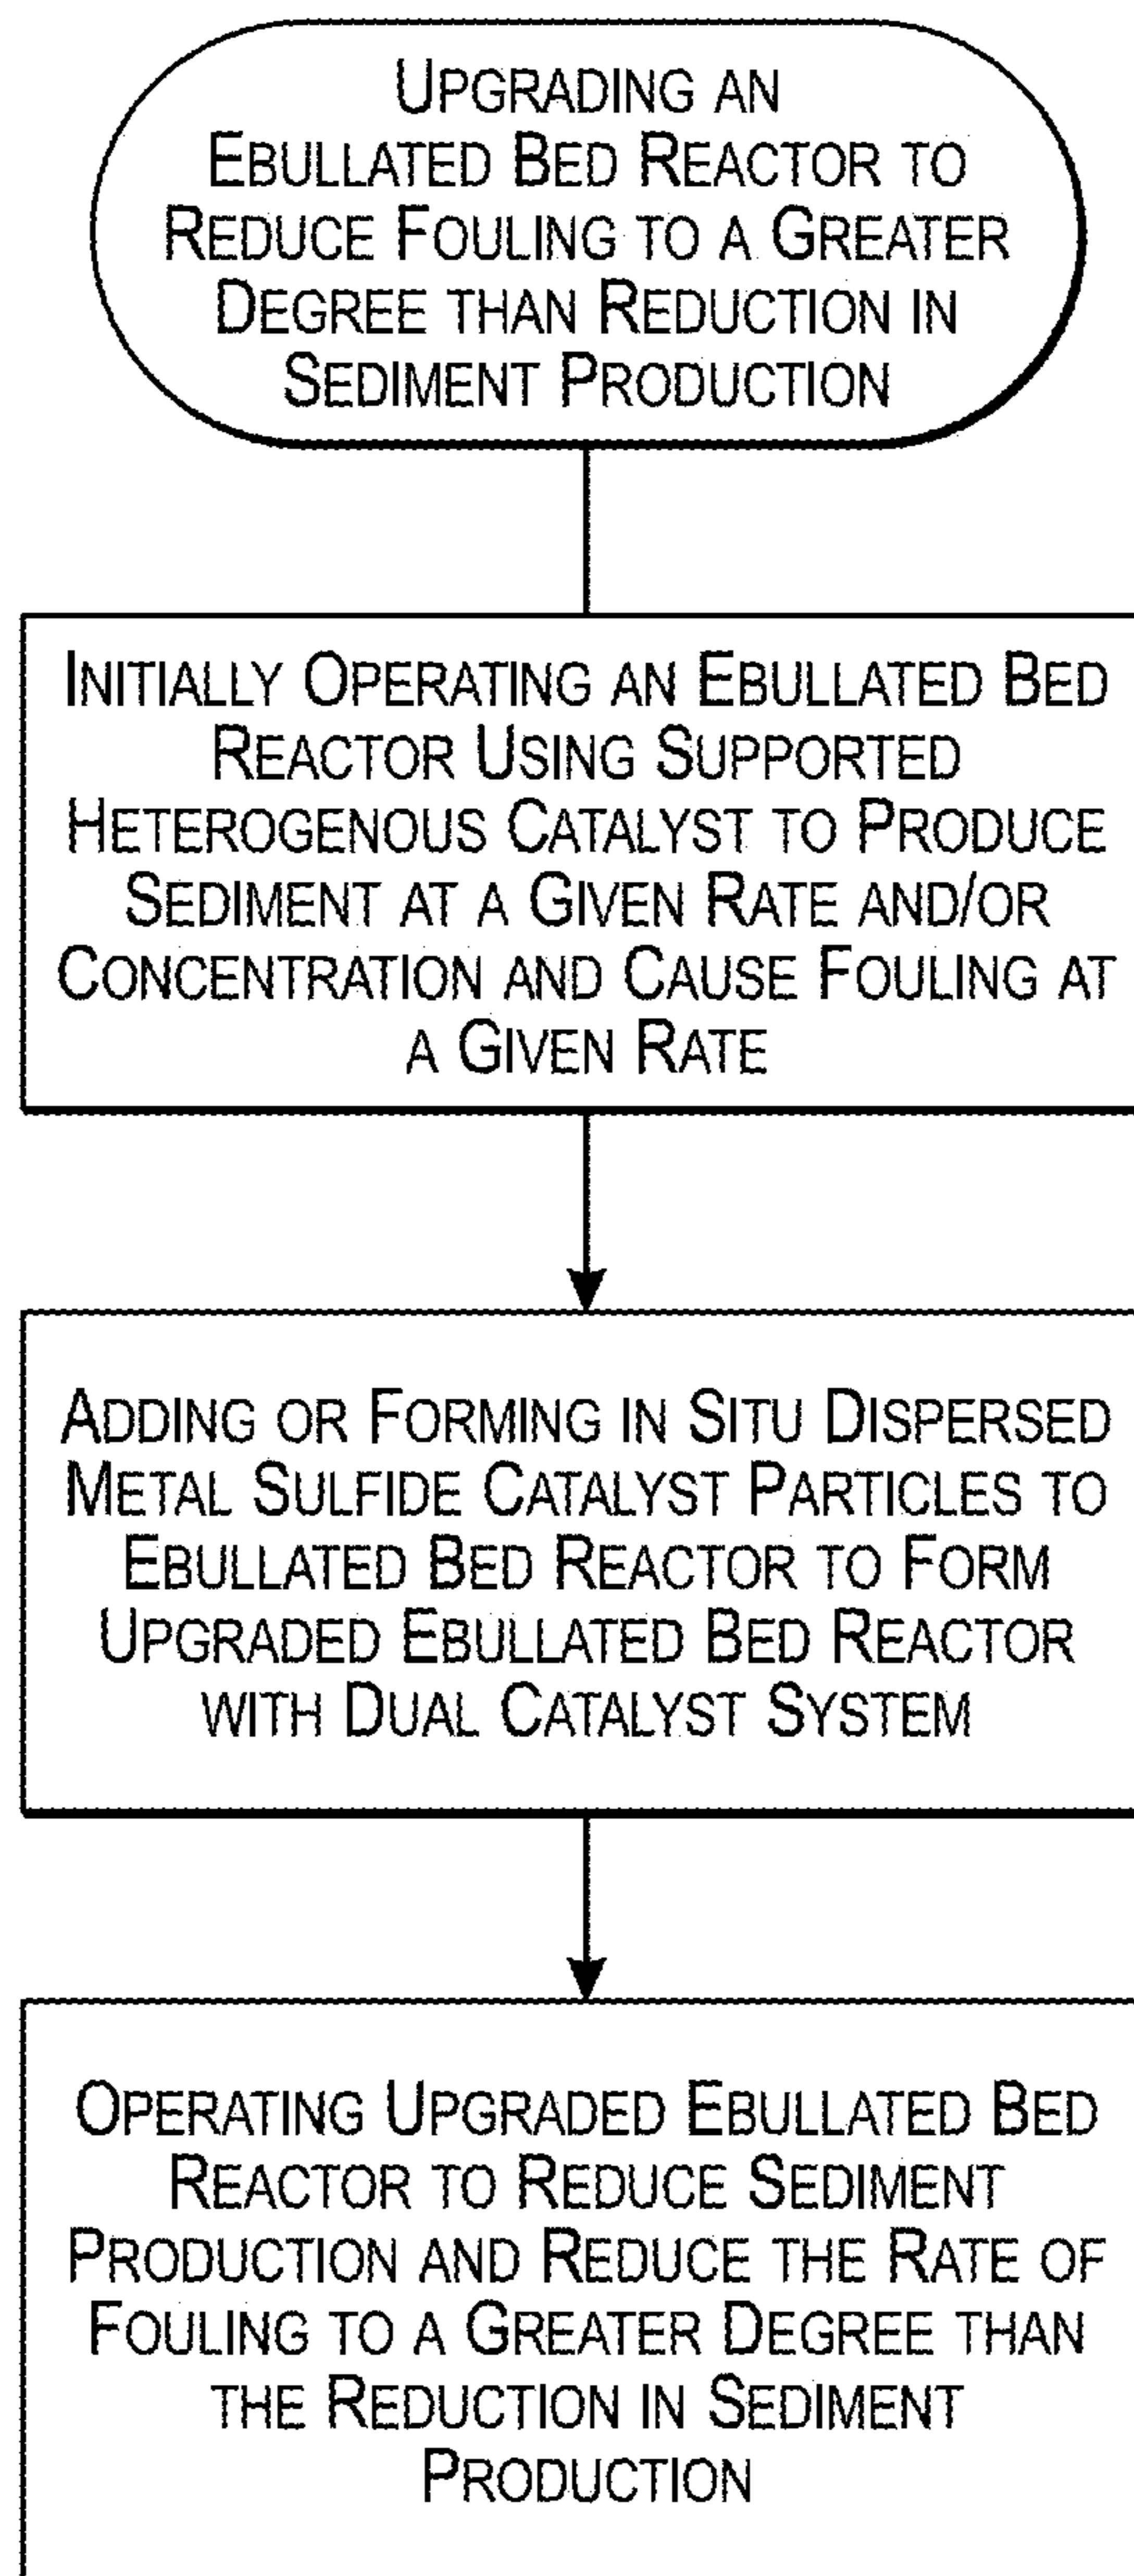 UPGRADING AN
EBULLATED BED REACTOR TO
REDUCE FOULING TO A GREATER
DEGREE THAN REDUCTION IN
SEDIMENT PRODUCTION
INITIALLY OPERATING AN EBULLATED BED
REACTOR USING SUPPORTED
HETEROGENOUS CATALYST TO PRODUCE
SEDIMENT AT A GIVEN RATE AND/OR
CONCENTRATION AND CAUSE FOULING AT
A GIVEN RATE
ADDING OR FORMING IN SITU DISPERSED
METAL SULFIDE CATALYST PARTICLES TO
EBULLATED BED REACTOR TO FORM
UPGRADED EBULLATED BED REACTOR
WITH DUAL CATALYST SYSTEM
OPERATING UPGRADED EBULLATED BED
REACTOR TO REDUCE SEDIMENT
PRODUCTION AND REDUCE THE RATE OF
FOULING TO A GREATER DEGREE THAN
THE REDUCTION IN SEDIMENT
PRODUCTION